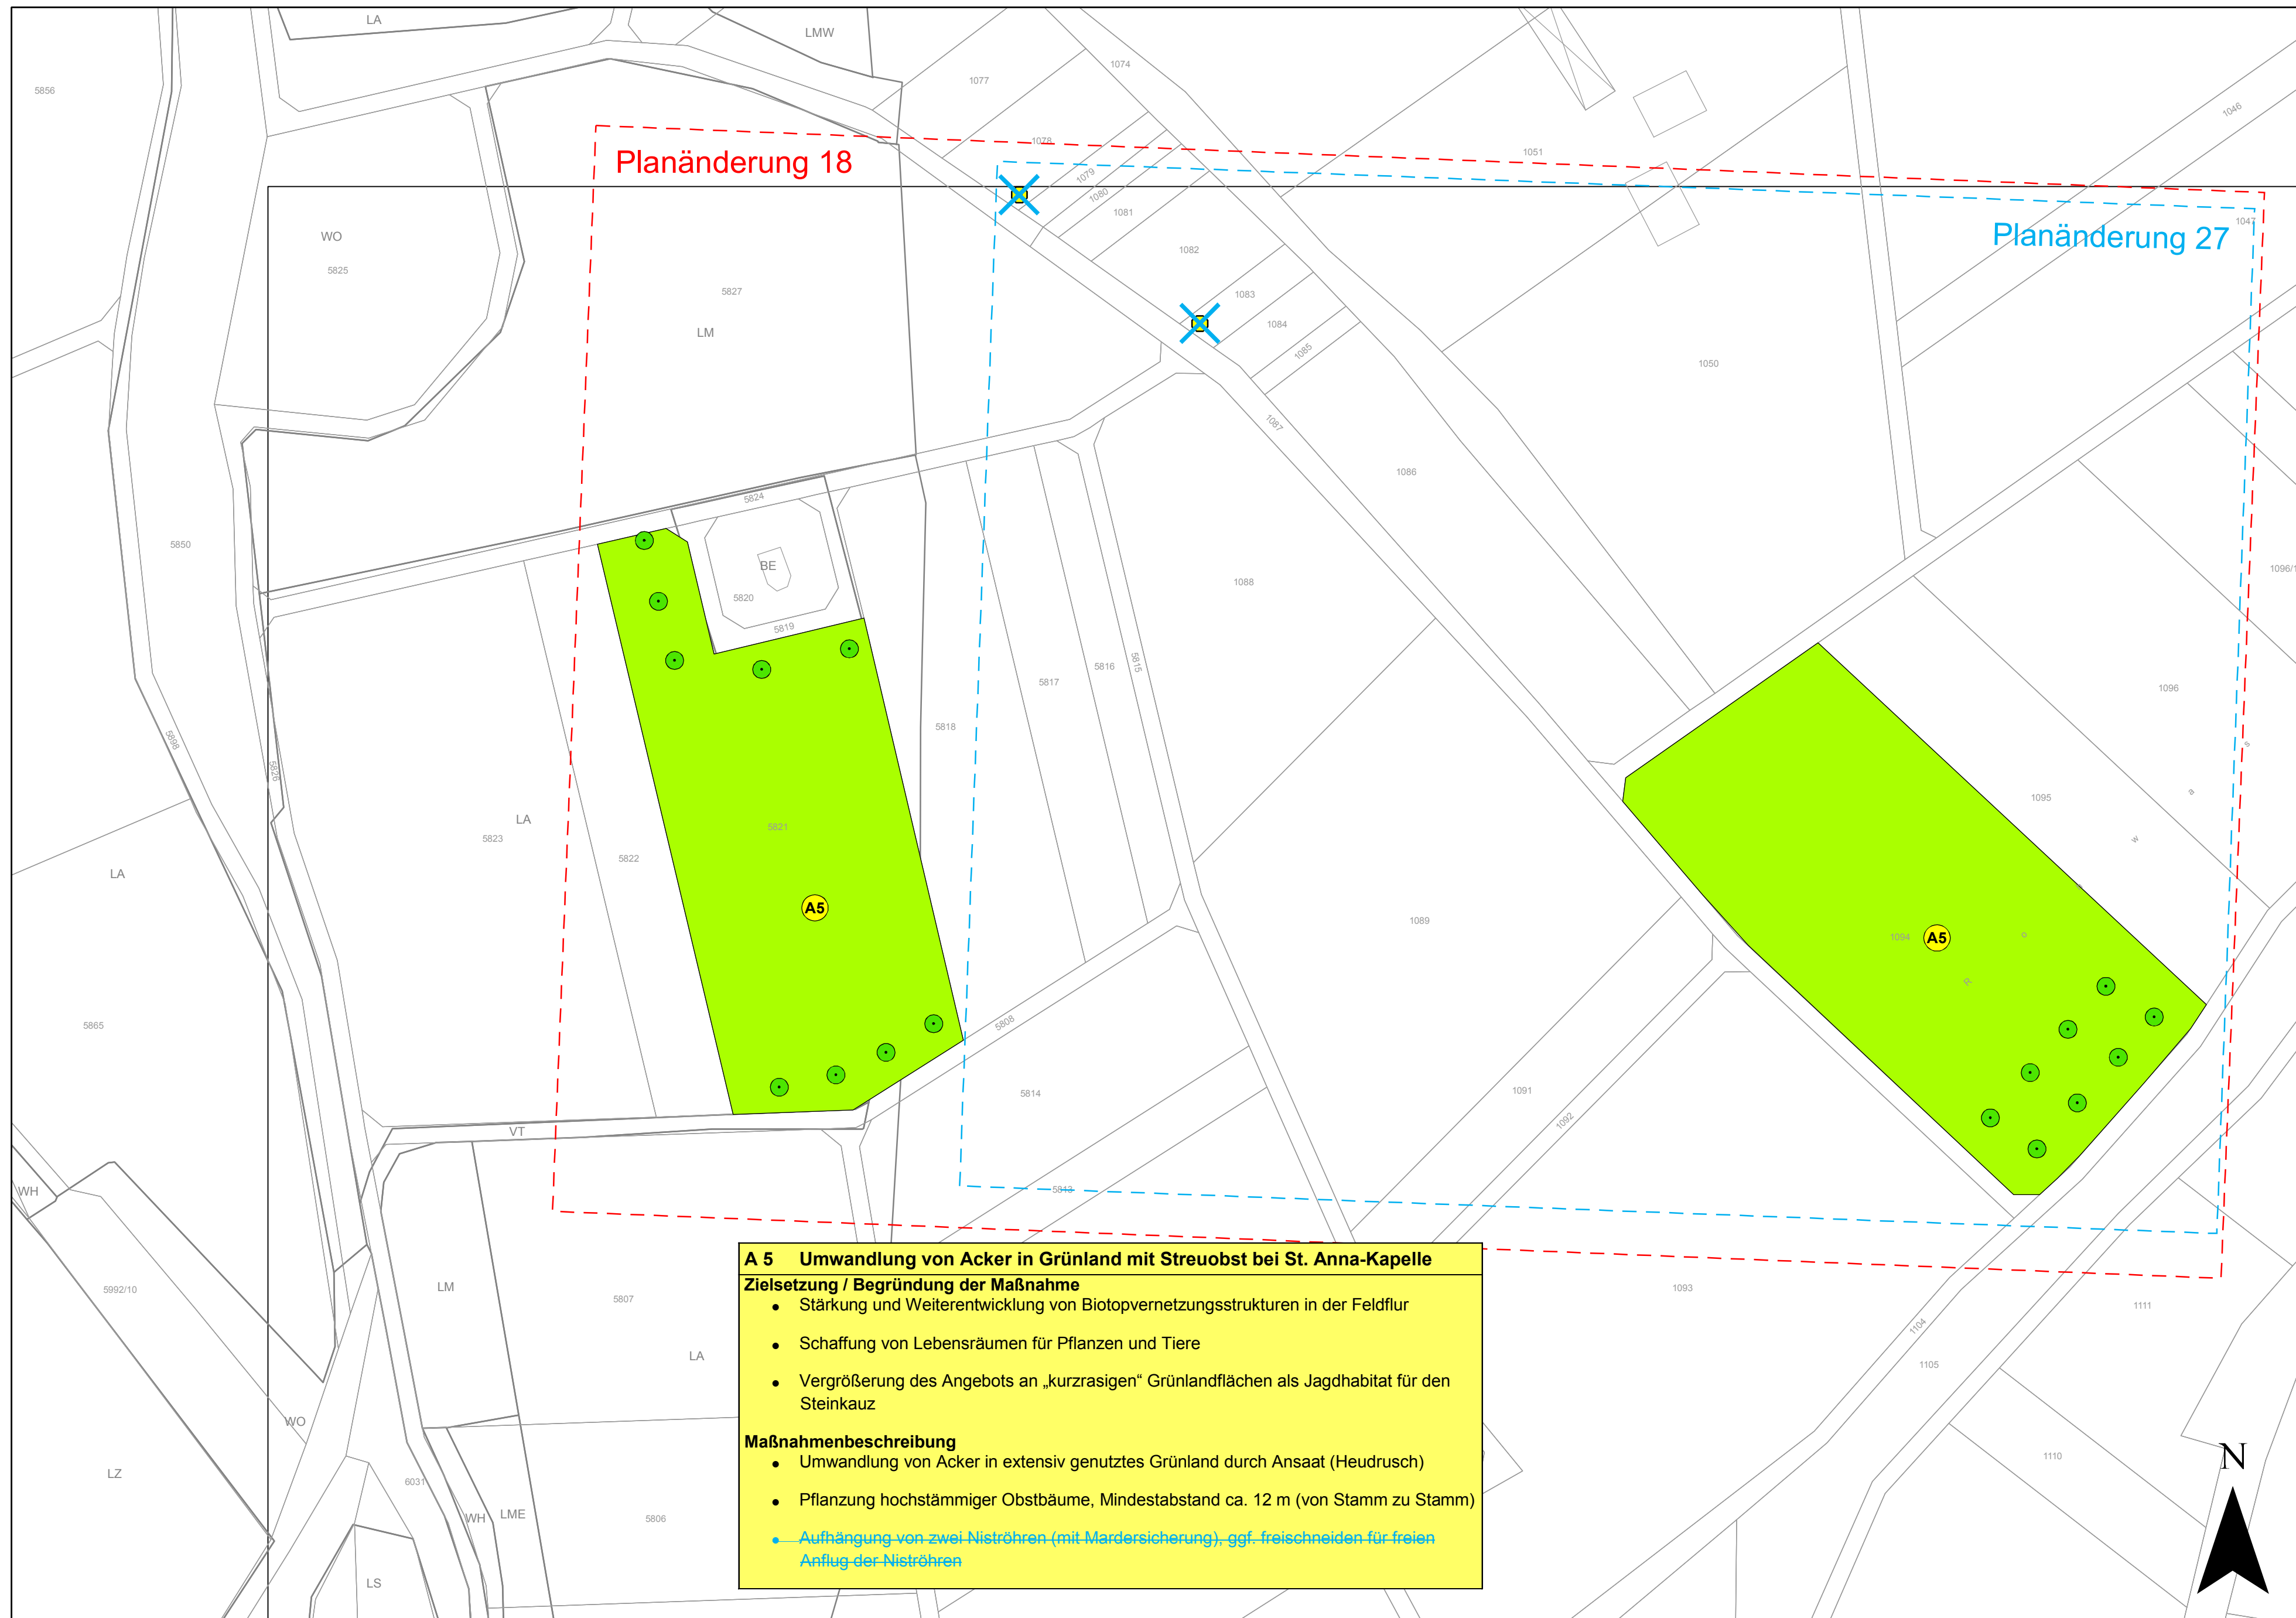 LA
LMW
1074
1077
5856
1046
1078
1051
Planänderung 18
1079
1080
1081
1047
WO
Planänderung 27
5825
1082
5827
1083
1084
LM
1085
1050
1087
1086
5824
5850
BE
1096/1
1088
5820
5819
5815
5816
5817
1096
5818
5898
s
5826
a
1095
LA
5821
5823
w
5822
LA
A5
1089
o
1094
A5
R
5808
5865
1091
5814
1092
VT
5813
WH
A 5 Umwandlung von Acker in Grünland mit Streuobst bei St. Anna-Kapelle
Zielsetzung / Begründung der Maßnahme
• Stärkung und Weiterentwicklung von Biotopvernetzungsstrukturen in der Feldflur
• Schaffung von Lebensräumen für Pflanzen und Tiere
• Vergrößerung des Angebots an „kurzrasigen“ Grünlandflächen als Jagdhabitat für den
Steinkauz
Maßnahmenbeschreibung
• Umwandlung von Acker in extensiv genutztes Grünland durch Ansaat (Heudrusch)
• Pflanzung hochstämmiger Obstbäume, Mindestabstand ca. 12 m (von Stamm zu Stamm)
• Aufhängung von zwei Niströhren (mit Mardersicherung), ggf. freischneiden für freien
Anflug der Niströhren
5992/10
LM
5807
1093
1111
1104
LA
1105
WO
N
1110
LZ
6031
WH
LME
5806
LS